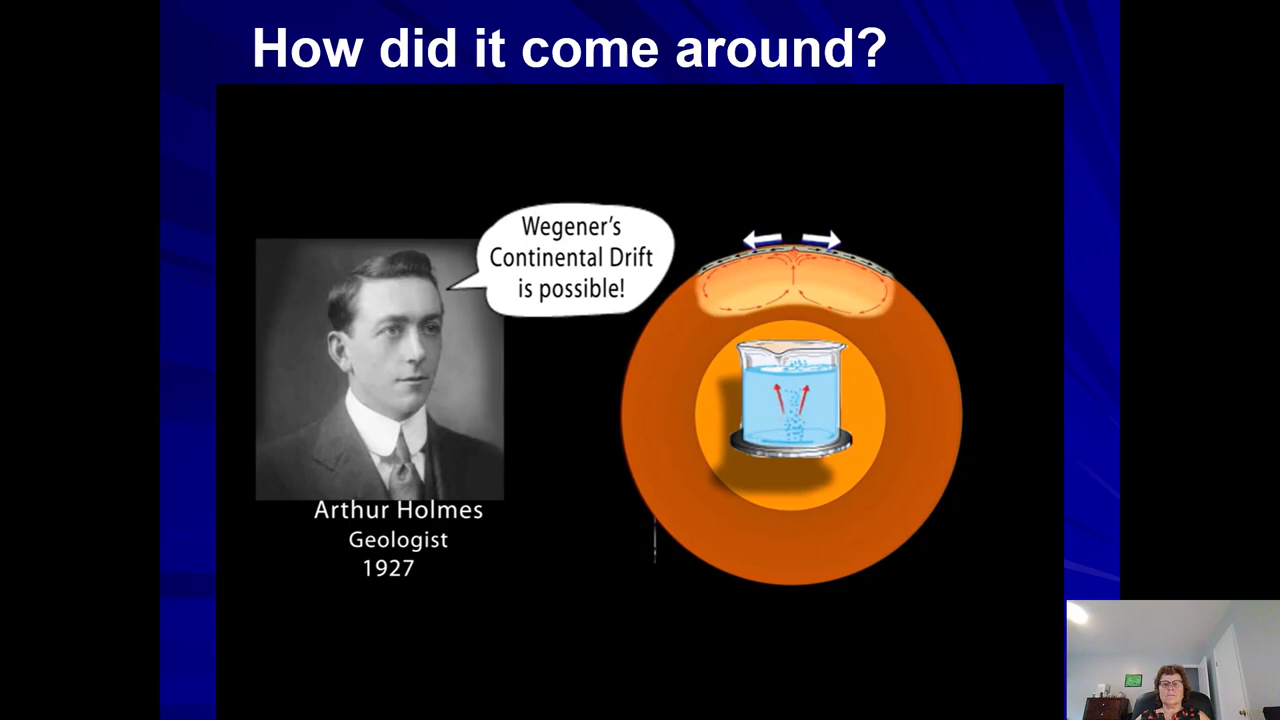 How did it come around?
Wegener's
Continental Drift
is possible!
Arthur Holmes
Geologist
1927